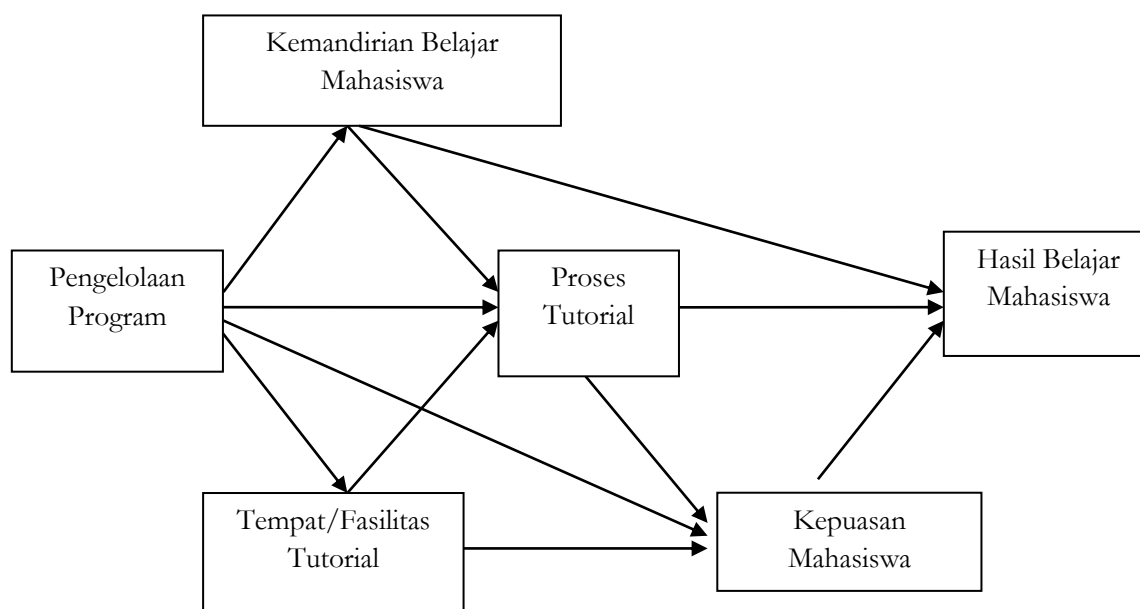 Kemandirian Belajar
Mahasiswa
Pengelolaan
Program
Proses
Tutorial
Hasil Belajar
Mahasiswa
Tempat/Fasilitas
Tutorial
Kepuasan
Mahasiswa